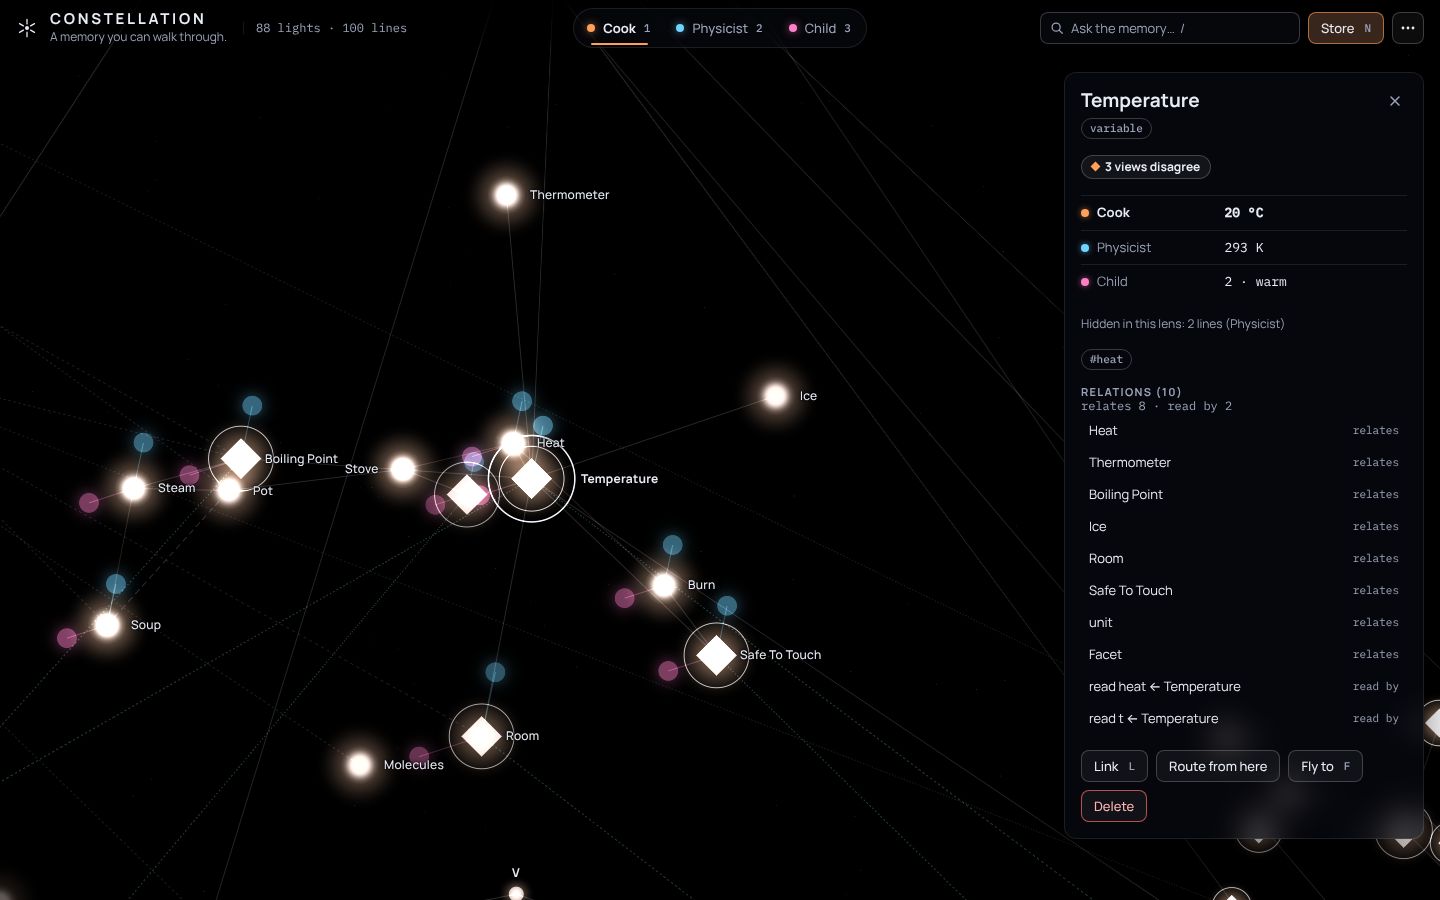 CONSTELLATION
A memory you can walk through.
88 lights · 100 lines
Cook 1
Physicist 2
Child 3
Ask the memory… /
Store N
Temperature
variable
3 views disagree
Cook 20 °C
Physicist 293 K
Child 2 · warm
Hidden in this lens: 2 lines (Physicist)
#heat
RELATIONS (10)
relates 8 · read by 2
Heat relates
Thermometer relates
Boiling Point relates
Ice relates
Room relates
Safe To Touch relates
unit relates
Facet relates
read heat ← Temperature read by
read t ← Temperature read by
Link L
Route from here
Fly to F
Delete
Thermometer
Ice
Heat
Boiling Point
Stove
Temperature
Steam
Pot
Burn
Soup
Safe To Touch
Room
Molecules
V